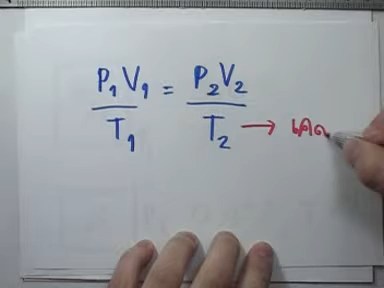 P₁V₁ = P₂V₂
T₁ T₂ →